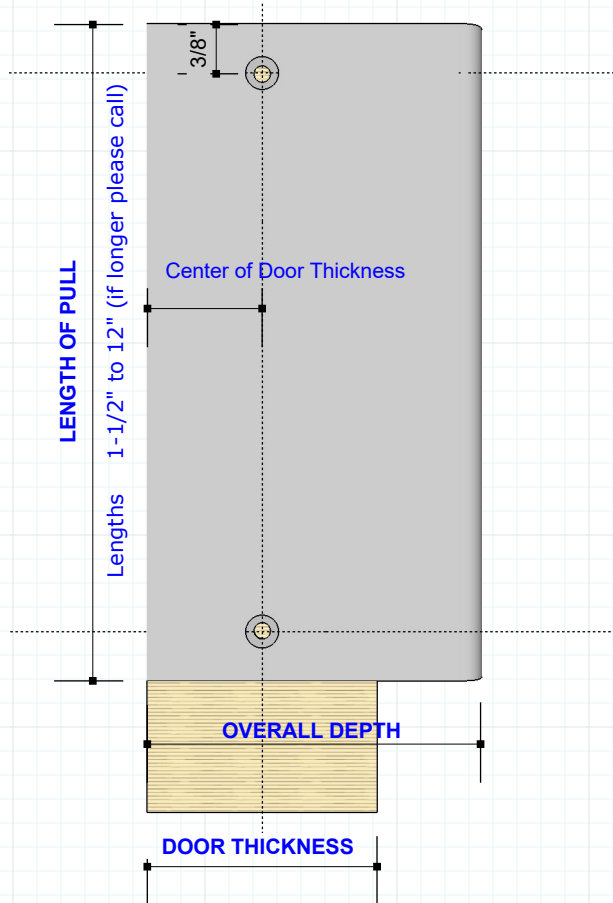 3/8"
LENGTH OF PULL
Lengths 1-1/2" to 12" (if longer please call)
Center of Door Thickness
OVERALL DEPTH
DOOR THICKNESS